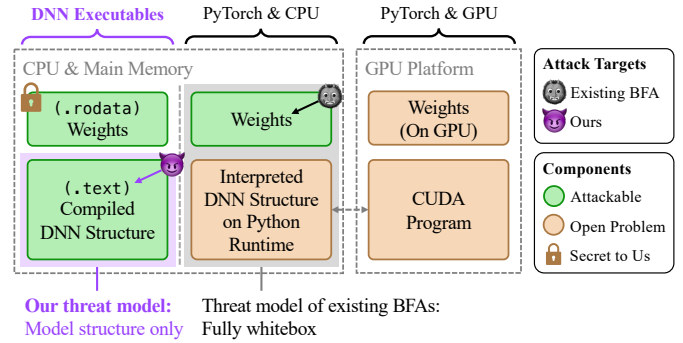 DNN Executables
PyTorch & CPU
PyTorch & GPU
CPU & Main Memory
GPU Platform
(.rodata)
Weights
Weights
Weights
(On GPU)
(.text)
Compiled
DNN Structure
Interpreted
DNN Structure
on Python
Runtime
CUDA
Program
Our threat model:
Model structure only
Threat model of existing BFAs:
Fully whitebox
Attack Targets
Existing BFA
Ours
Components
Attackable
Open Problem
Secret to Us